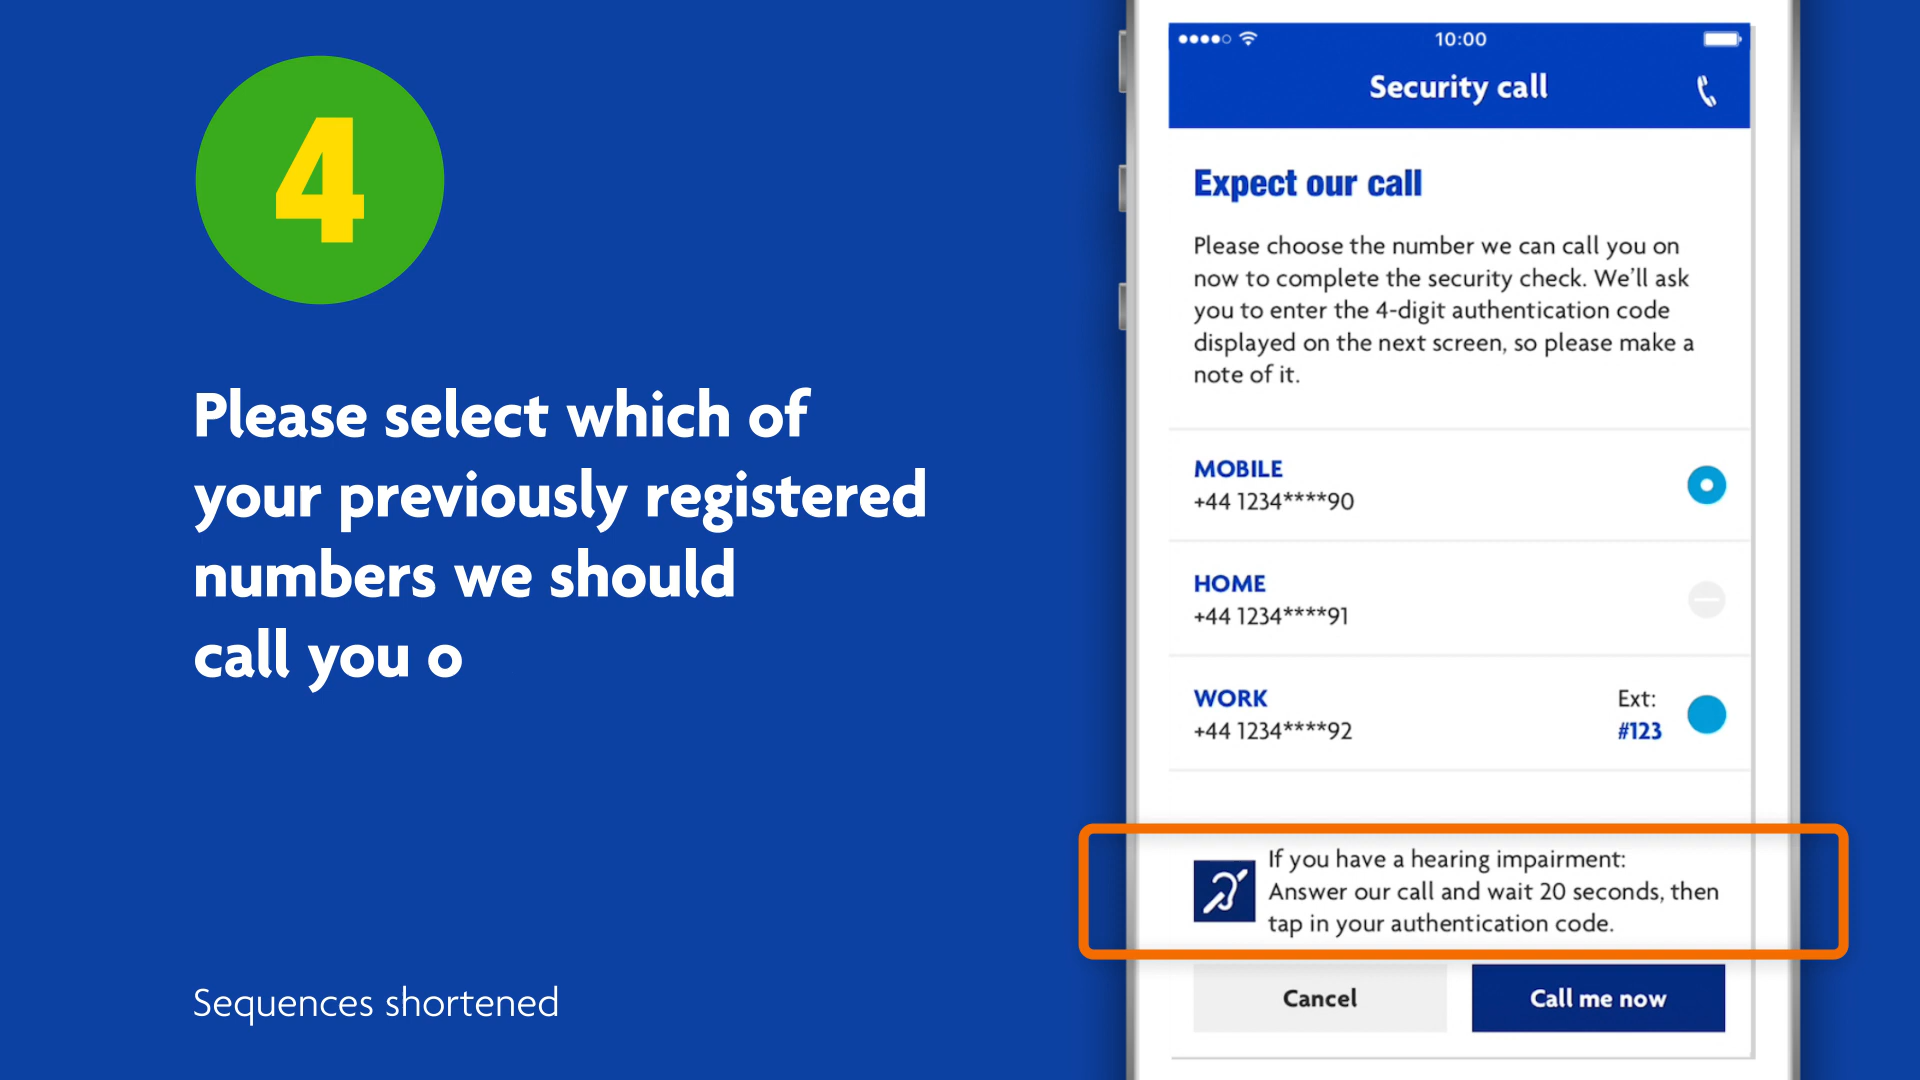 4
Please select which of
your previously registered
numbers we should
call you o
Sequences shortened
10:00
Security call
Expect our call
Please choose the number we can call you on
now to complete the security check. We'll ask
you to enter the 4-digit authentication code
displayed on the next screen, so please make a
note of it.
MOBILE
+44 1234****90
HOME
+44 1234****91
WORK
+44 1234****92
Ext:
#123
If you have a hearing impairment:
Answer our call and wait 20 seconds, then
tap in your authentication code.
Cancel
Call me now